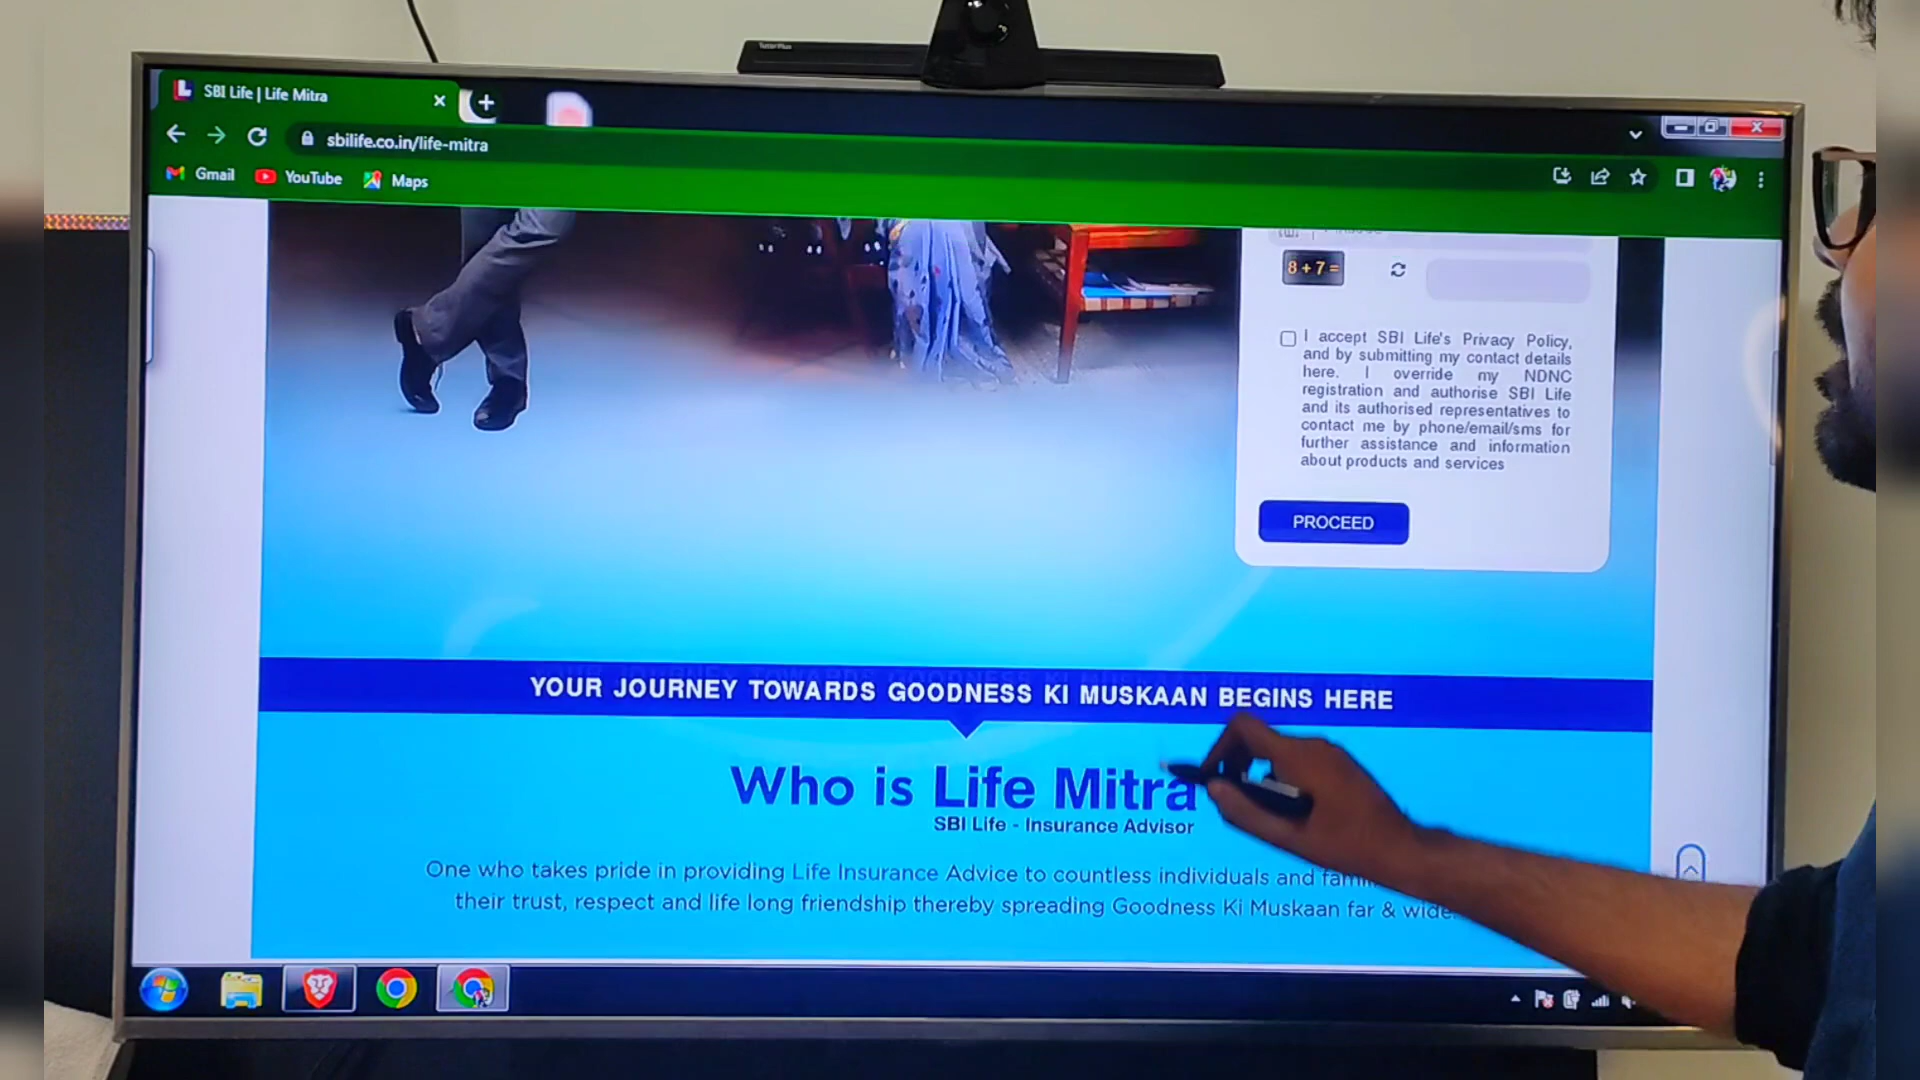 TutorPlus
SBI Life | Life Mitra
sbilife.co.in/life-mitra
Gmail
YouTube
Maps
8 + 7 =
I accept SBI Life's Privacy Policy,
and by submitting my contact details
here. I override my NDNC
registration and authorise SBI Life
and its authorised representatives to
contact me by phone/email/sms for
further assistance and information
about products and services
PROCEED
YOUR JOURNEY TOWARDS GOODNESS KI MUSKAAN BEGINS HERE
Who is Life Mitra
SBI Life - Insurance Advisor
One who takes pride in providing Life Insurance Advice to countless individuals and
their trust, respect and life long friendship thereby spreading Goodness Ki Muskaan far & wide.